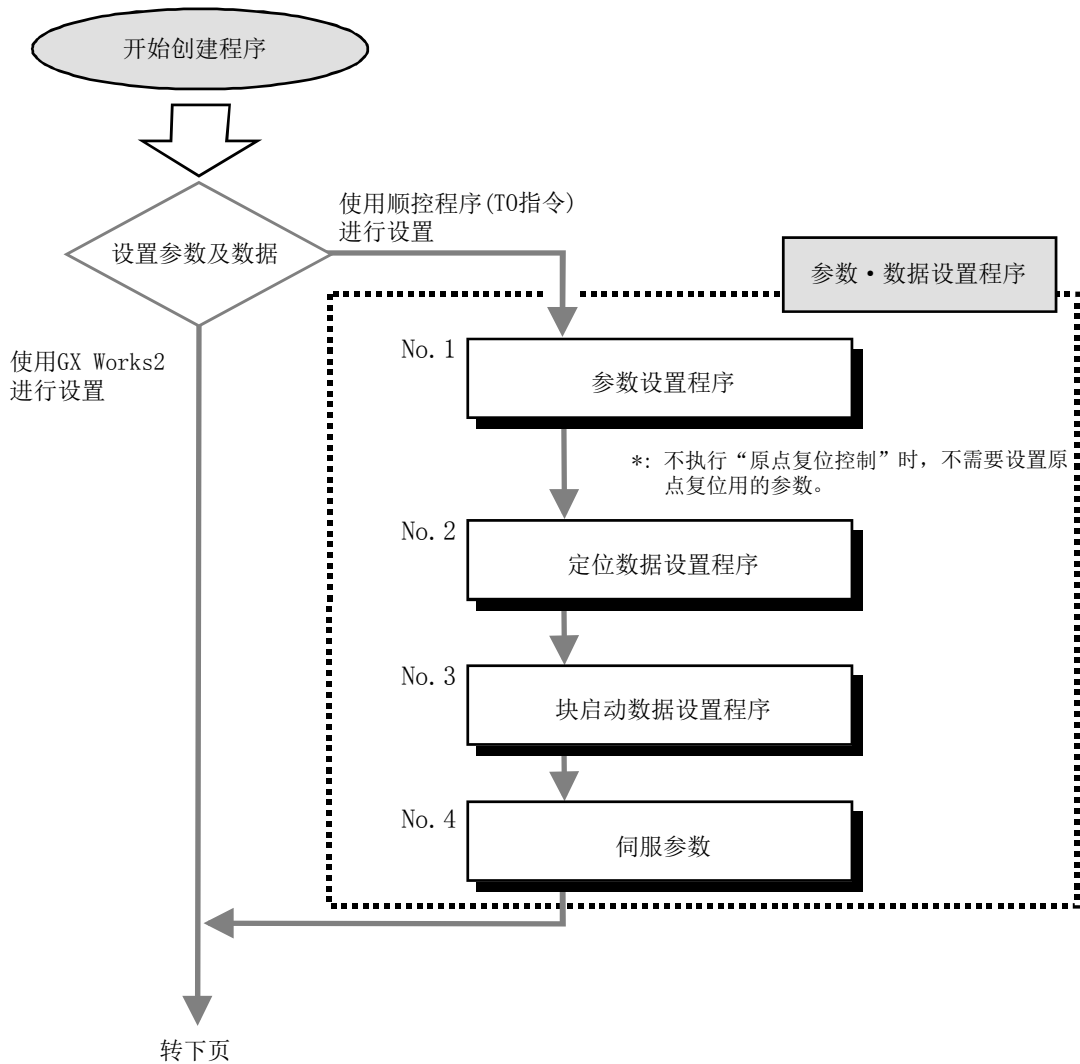 开始创建程序
使用顺控程序(TO指令)
进行设置
设置参数及数据
参数·数据设置程序
使用GX Works2
进行设置
No.1
参数设置程序
*: 不执行“原点复位控制”时，不需要设置原
点复位用的参数。
No.2
定位数据设置程序
No.3
块启动数据设置程序
No.4
伺服参数
转下页